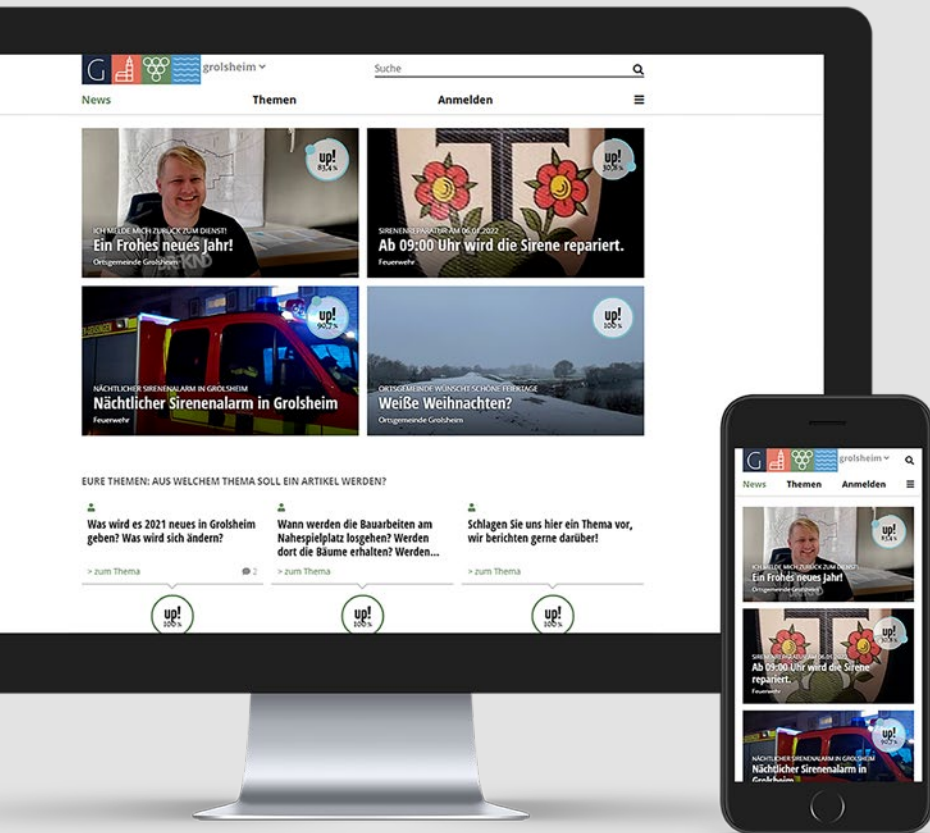 G
grolsheim
Suche
News
Themen
Anmelden
up!
83,4 %
ICH MELDE MICH ZURÜCK ZUM DIENST!
Ein Frohes neues Jahr!
Ortsgemeinde Grolsheim
up!
30,8 %
SIRENENREPARATUR AM 06.01.2022
Ab 09:00 Uhr wird die Sirene repariert.
Feuerwehr
up!
90,7 %
NÄCHTLICHER SIRENENALARM IN GROLSHEIM
Nächtlicher Sirenenalarm in Grolsheim
Feuerwehr
up!
100 %
ORTSGEMEINDE WÜNSCHT SCHÖNE FEIERTAGE
Weiße Weihnachten?
Ortsgemeinde Grolsheim
EURE THEMEN: AUS WELCHEM THEMA SOLL EIN ARTIKEL WERDEN?
Was wird es 2021 neues in Grolsheim
geben? Was wird sich ändern?
> zum Thema
2
up!
100 %
Wann werden die Bauarbeiten am
Nahespielplatz losgehen? Werden
dort die Bäume erhalten? Werden...
> zum Thema
up!
100 %
Schlagen Sie uns hier ein Thema vor,
wir berichten gerne darüber!
> zum Thema
up!
100 %
G
grolsheim
News
Themen
Anmelden
up!
83,4 %
ICH MELDE MICH ZURÜCK ZUM DIENST!
Ein Frohes neues Jahr!
Ortsgemeinde Grolsheim
up!
30,8 %
SIRENENREPARATUR AM 06.01.2022
Ab 09:00 Uhr wird die Sirene
repariert.
Feuerwehr
up!
90,7 %
NÄCHTLICHER SIRENENALARM IN GROLSHEIM
Nächtlicher Sirenenalarm in
Grolsheim